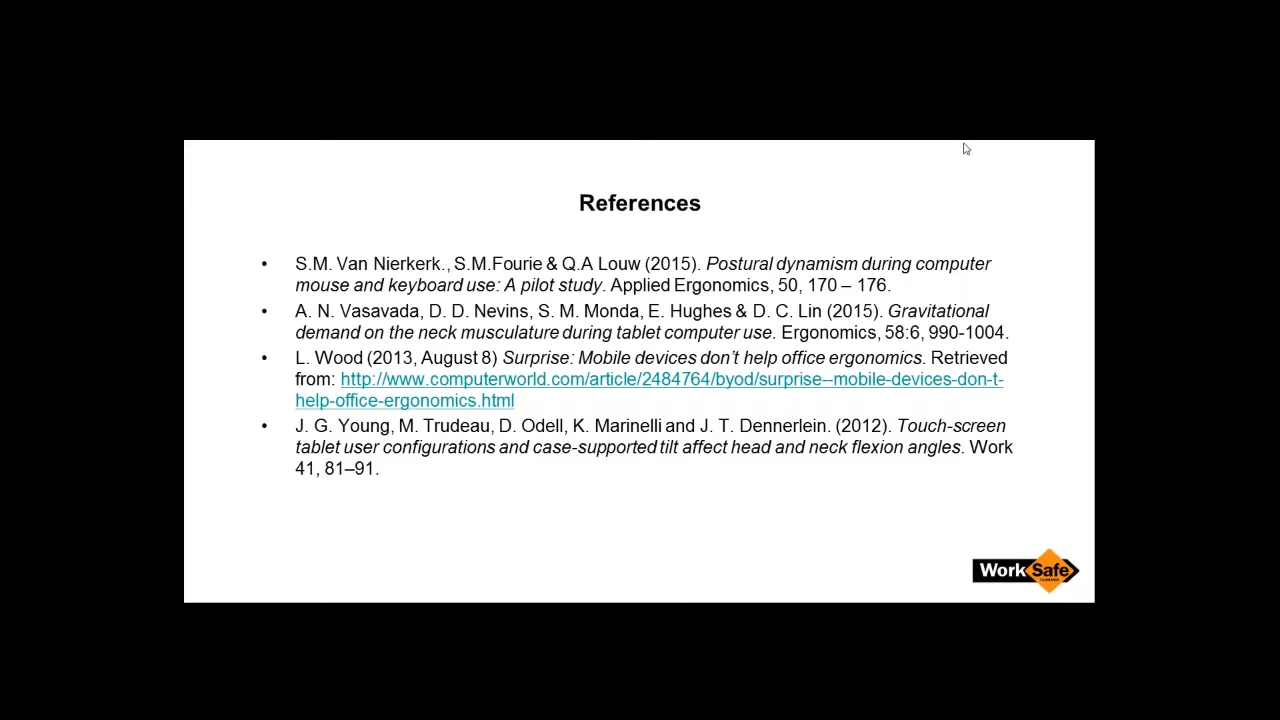 References
• S.M. Van Nierkerk., S.M.Fourie & Q.A Louw (2015). Postural dynamism during computer
mouse and keyboard use: A pilot study. Applied Ergonomics, 50, 170 – 176.
• A. N. Vasavada, D. D. Nevins, S. M. Monda, E. Hughes & D. C. Lin (2015). Gravitational
demand on the neck musculature during tablet computer use. Ergonomics, 58:6, 990-1004.
• L. Wood (2013, August 8) Surprise: Mobile devices don’t help office ergonomics. Retrieved
from: http://www.computerworld.com/article/2484764/byod/surprise--mobile-devices-don-t-
help-office-ergonomics.html
• J. G. Young, M. Trudeau, D. Odell, K. Marinelli and J. T. Dennerlein. (2012). Touch-screen
tablet user configurations and case-supported tilt affect head and neck flexion angles. Work
41, 81–91.
WorkSafe